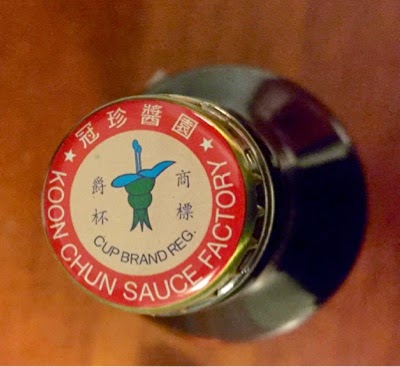 冠珍醬園
爵杯
商標
CUP BRAND REG.
★ KOON CHUN SAUCE FACTORY ★